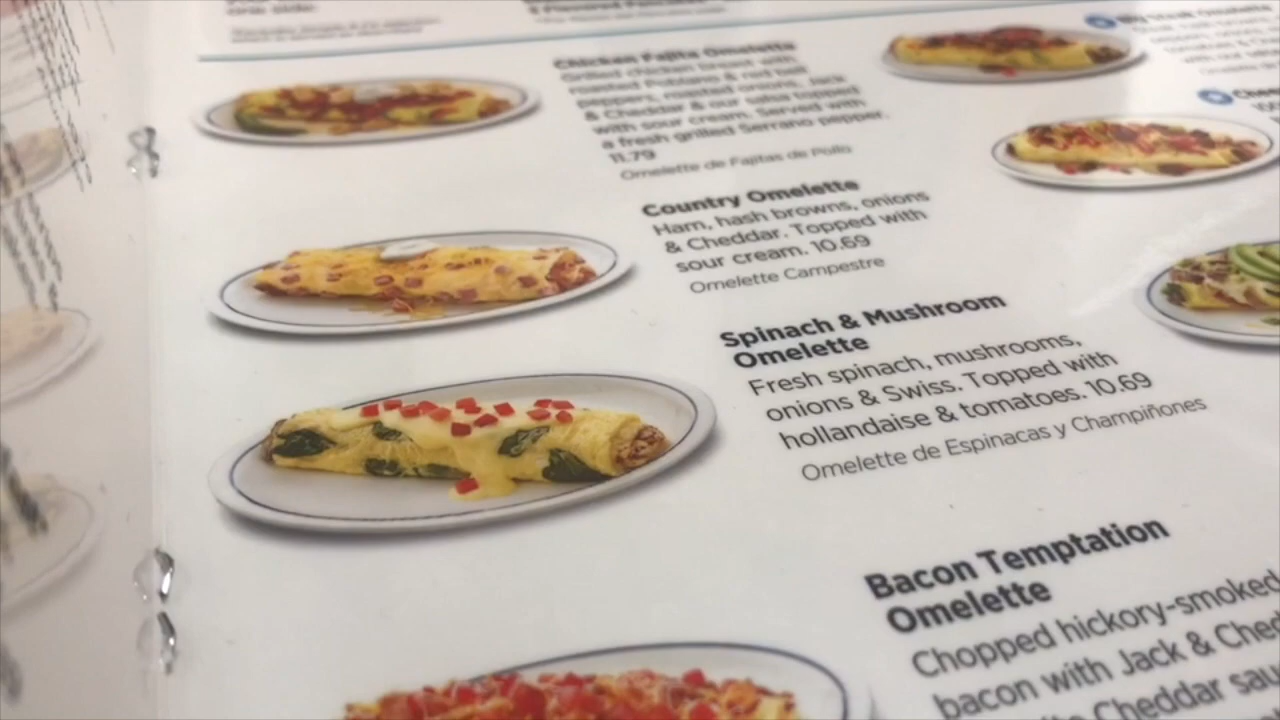 one side.
Chicken Fajita Omelette
Grilled chicken breast with
roasted Poblano & red bell
peppers, roasted onions, Jack
& Cheddar & our salsa topped
with sour cream. Served with
a fresh grilled Serrano pepper.
11.79
Omelette de Fajitas de Pollo
Country Omelette
Ham, hash browns, onions
& Cheddar. Topped with
sour cream. 10.69
Omelette Campestre
Spinach & Mushroom
Omelette
Fresh spinach, mushrooms,
onions & Swiss. Topped with
hollandaise & tomatoes. 10.69
Omelette de Espinacas y Champiñones
Bacon Temptation
Omelette
Chopped hickory-smoked
bacon with Jack & Ched
Cheddar sau